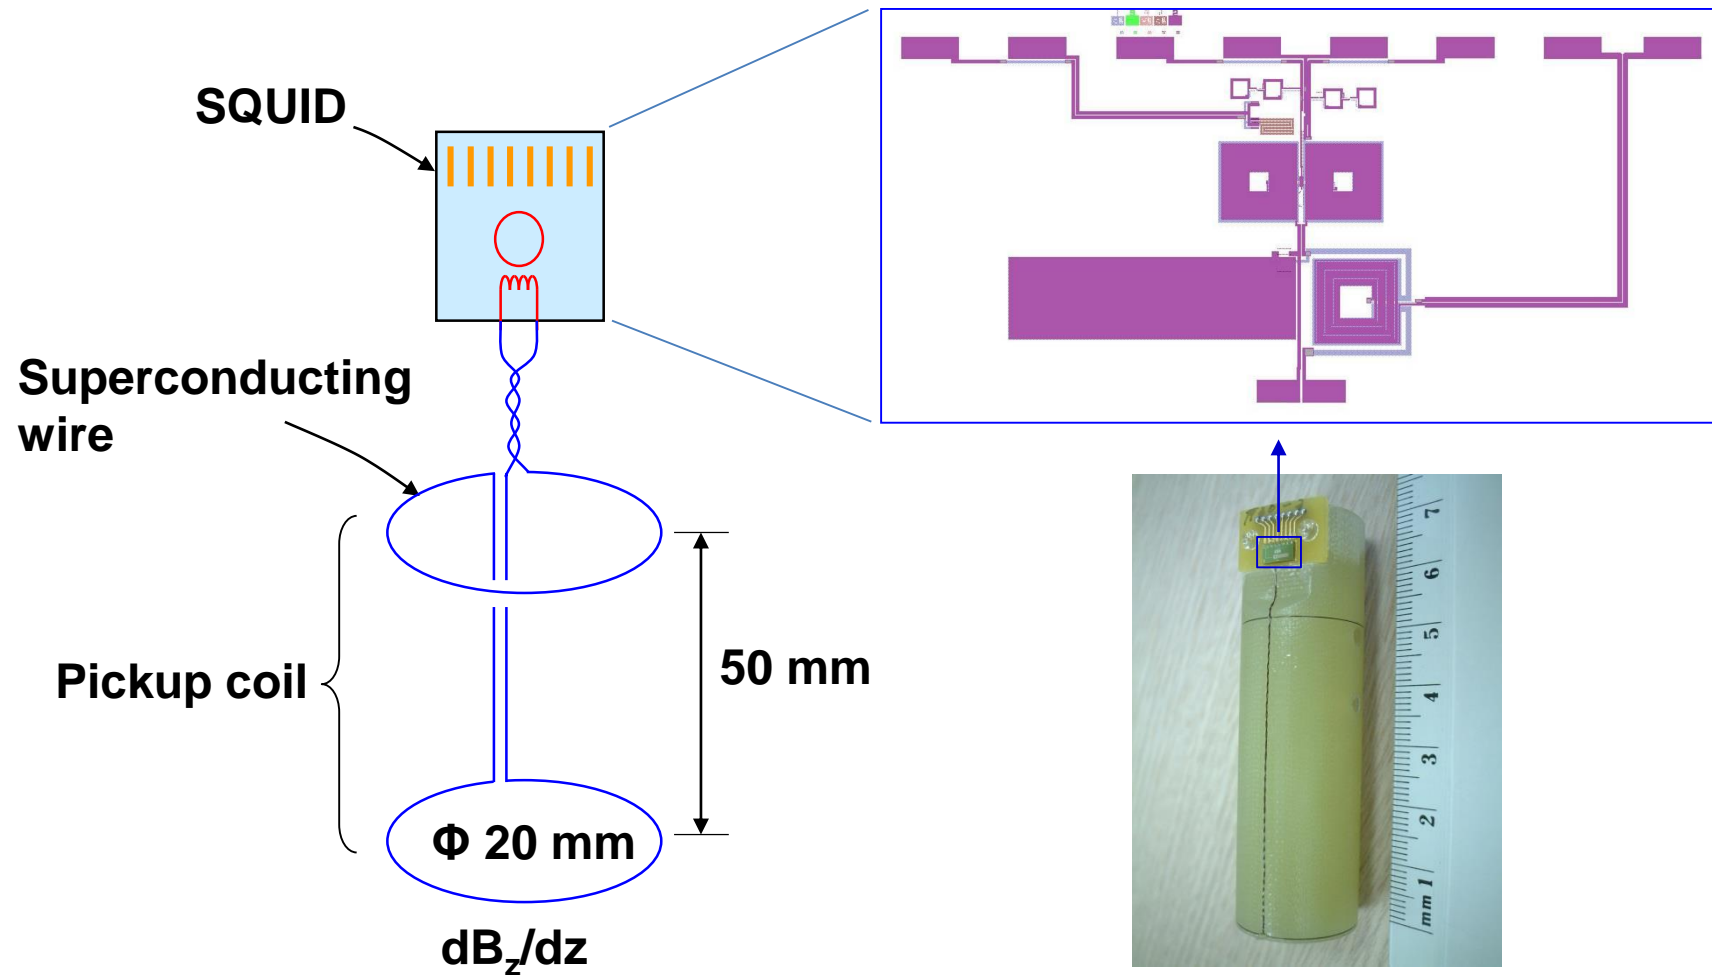 SQUID
Superconducting
wire
Pickup coil
50 mm
Φ 20 mm
dBz/dz
7
6
5
4
3
2
1
mm